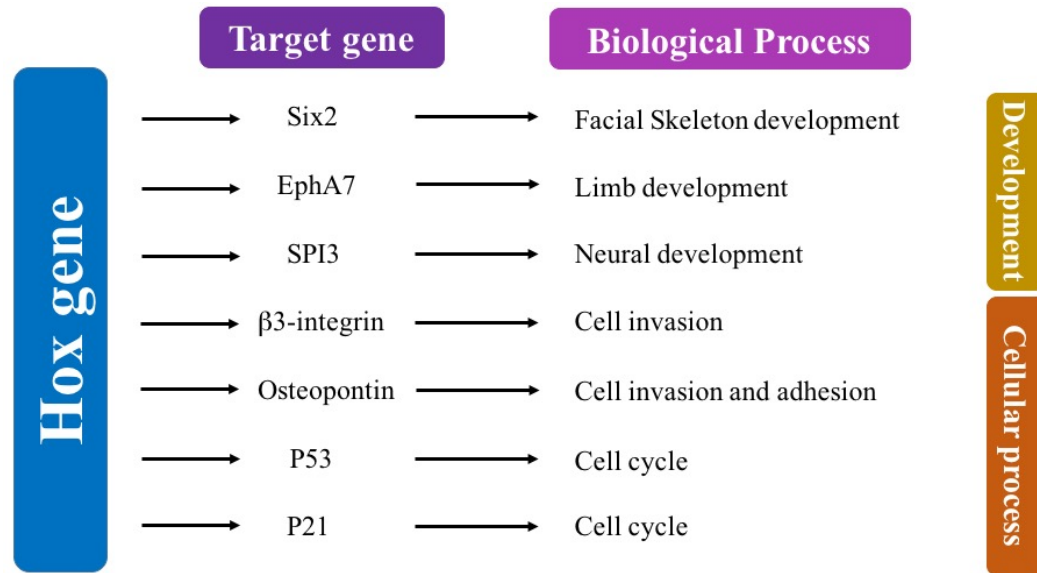 Target gene
Biological Process
Hox gene
Six2
Facial Skeleton development
EphA7
Limb development
SPI3
Neural development
β3-integrin
Cell invasion
Osteopontin
Cell invasion and adhesion
P53
Cell cycle
P21
Cell cycle
Development
Cellular process